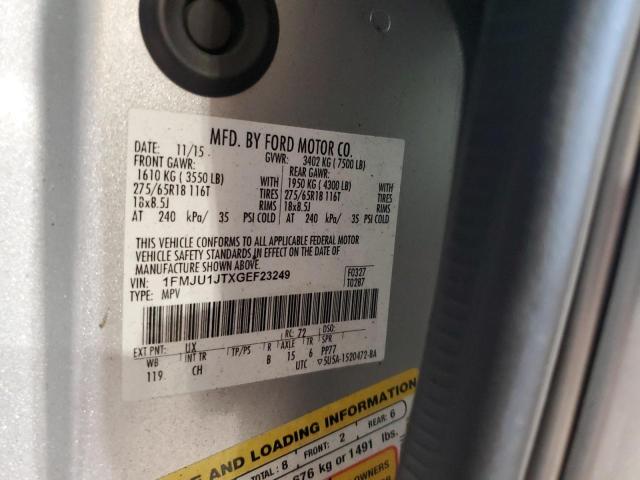 MFD. BY FORD MOTOR CO.
DATE: 11/15 GVWR: 3402 KG ( 7500 LB)
FRONT GAWR: REAR GAWR:
1610 KG ( 3550 LB) WITH 1950 KG ( 4300 LB) WITH
275/65R18 116T TIRES 275/65R18 116T TIRES
18x8.5J RIMS 18x8.5J RIMS
AT 240 kPa/ 35 PSI COLD AT 240 kPa/ 35 PSI COLD
THIS VEHICLE CONFORMS TO ALL APPLICABLE FEDERAL MOTOR
VEHICLE SAFETY STANDARDS IN EFFECT ON THE DATE OF
MANUFACTURE SHOWN ABOVE.
VIN: 1FMJU1JTXGEF23249 F0327
TYPE: MPV T0287
RC: 72 DSO:
EXT PNT: UX
WB INT TR TP/PS R AXLE TR SPR
119. CH B 15 6 PP77
UTC ▽5U5A-1520472-BA
E AND LOADING INFORMATION
TOTAL: 8 FRONT: 2 REAR: 6
676 kg or 1491 lbs.
OWNERS